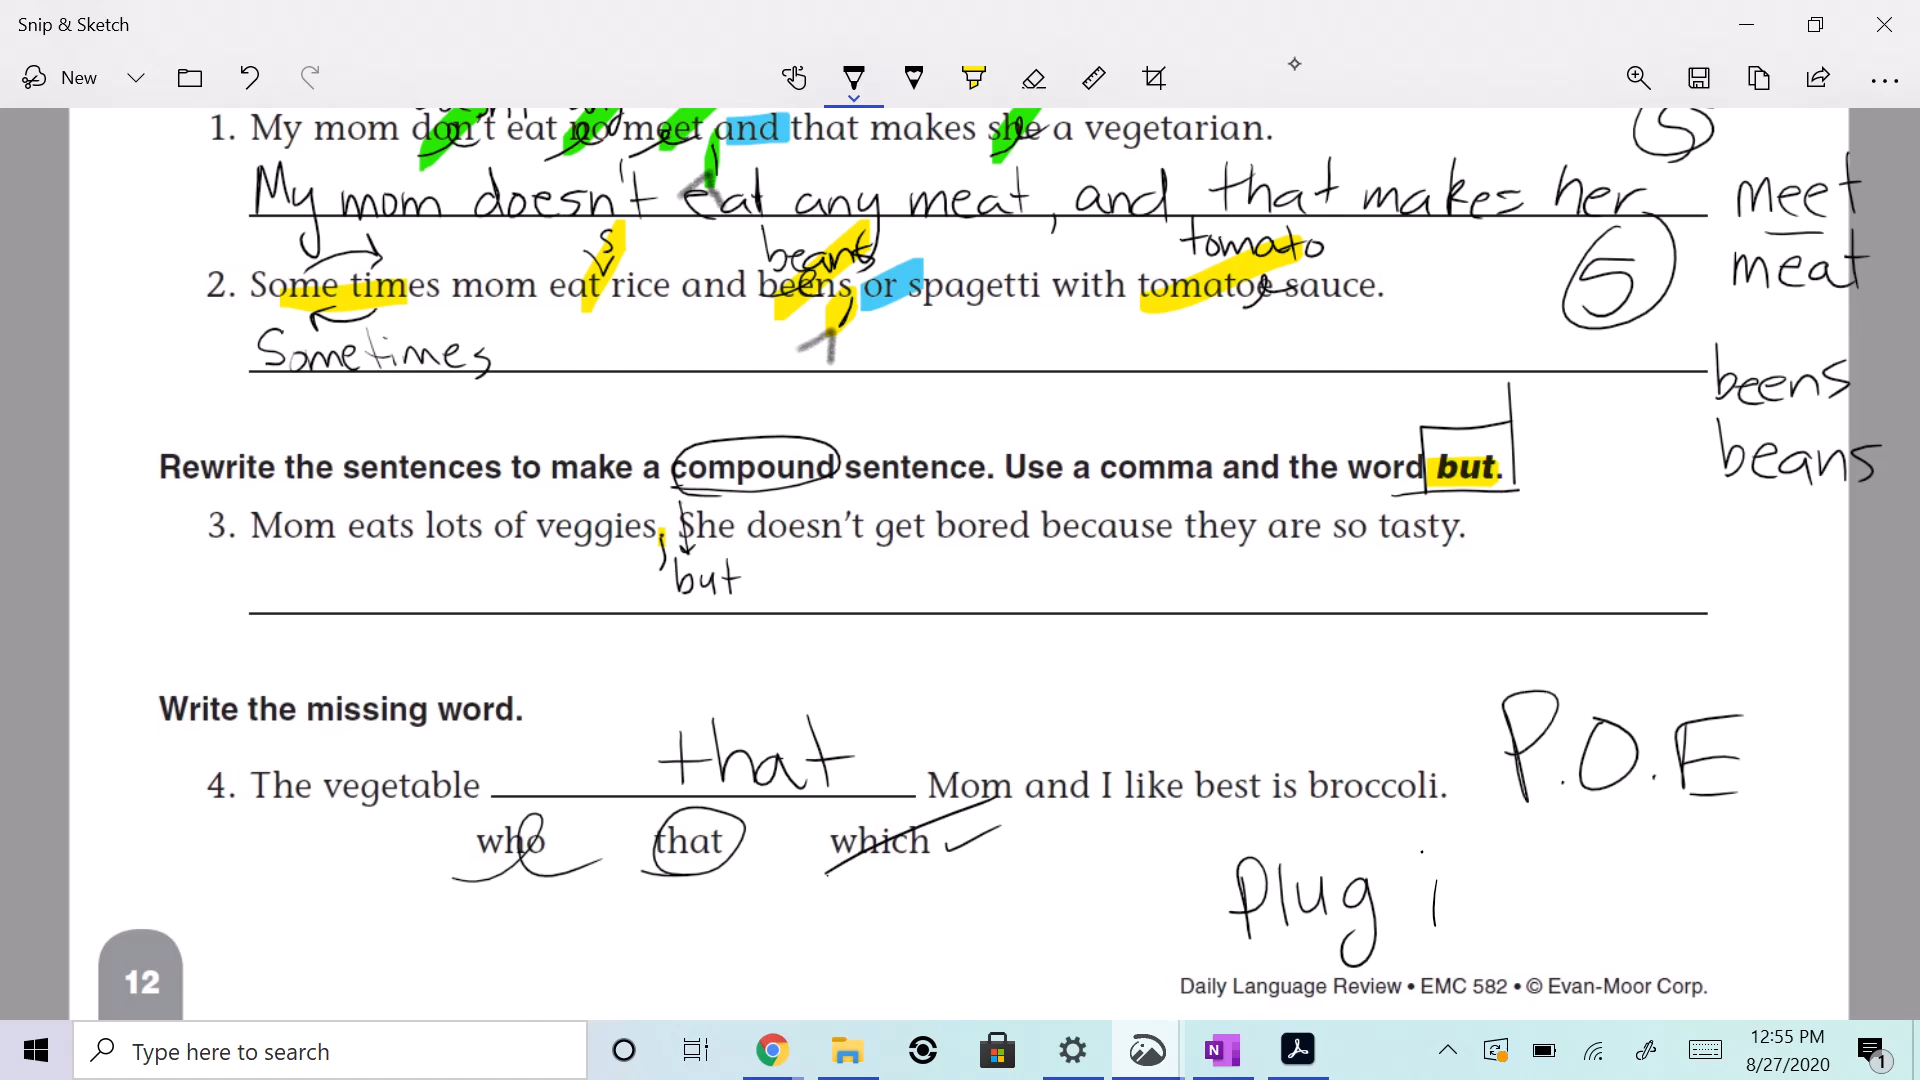 Snip & Sketch
New
1. My mom don't eat no meet and that makes she a vegetarian.
My mom doesn't eat any meat, and that makes her
meet
meat
beans
tomato
s
5
2. Some times mom eat rice and beens, or spagetti with tomatoe sauce.
Sometimes
beens
beans
Rewrite the sentences to make a compound sentence. Use a comma and the word but.
3. Mom eats lots of veggies. She doesn't get bored because they are so tasty.
, but
Write the missing word.
that
P.O.E
4. The vegetable ____ Mom and I like best is broccoli.
who that which
Plug i
12
Daily Language Review • EMC 582 • © Evan-Moor Corp.
Type here to search
N
12:55 PM
8/27/2020
1